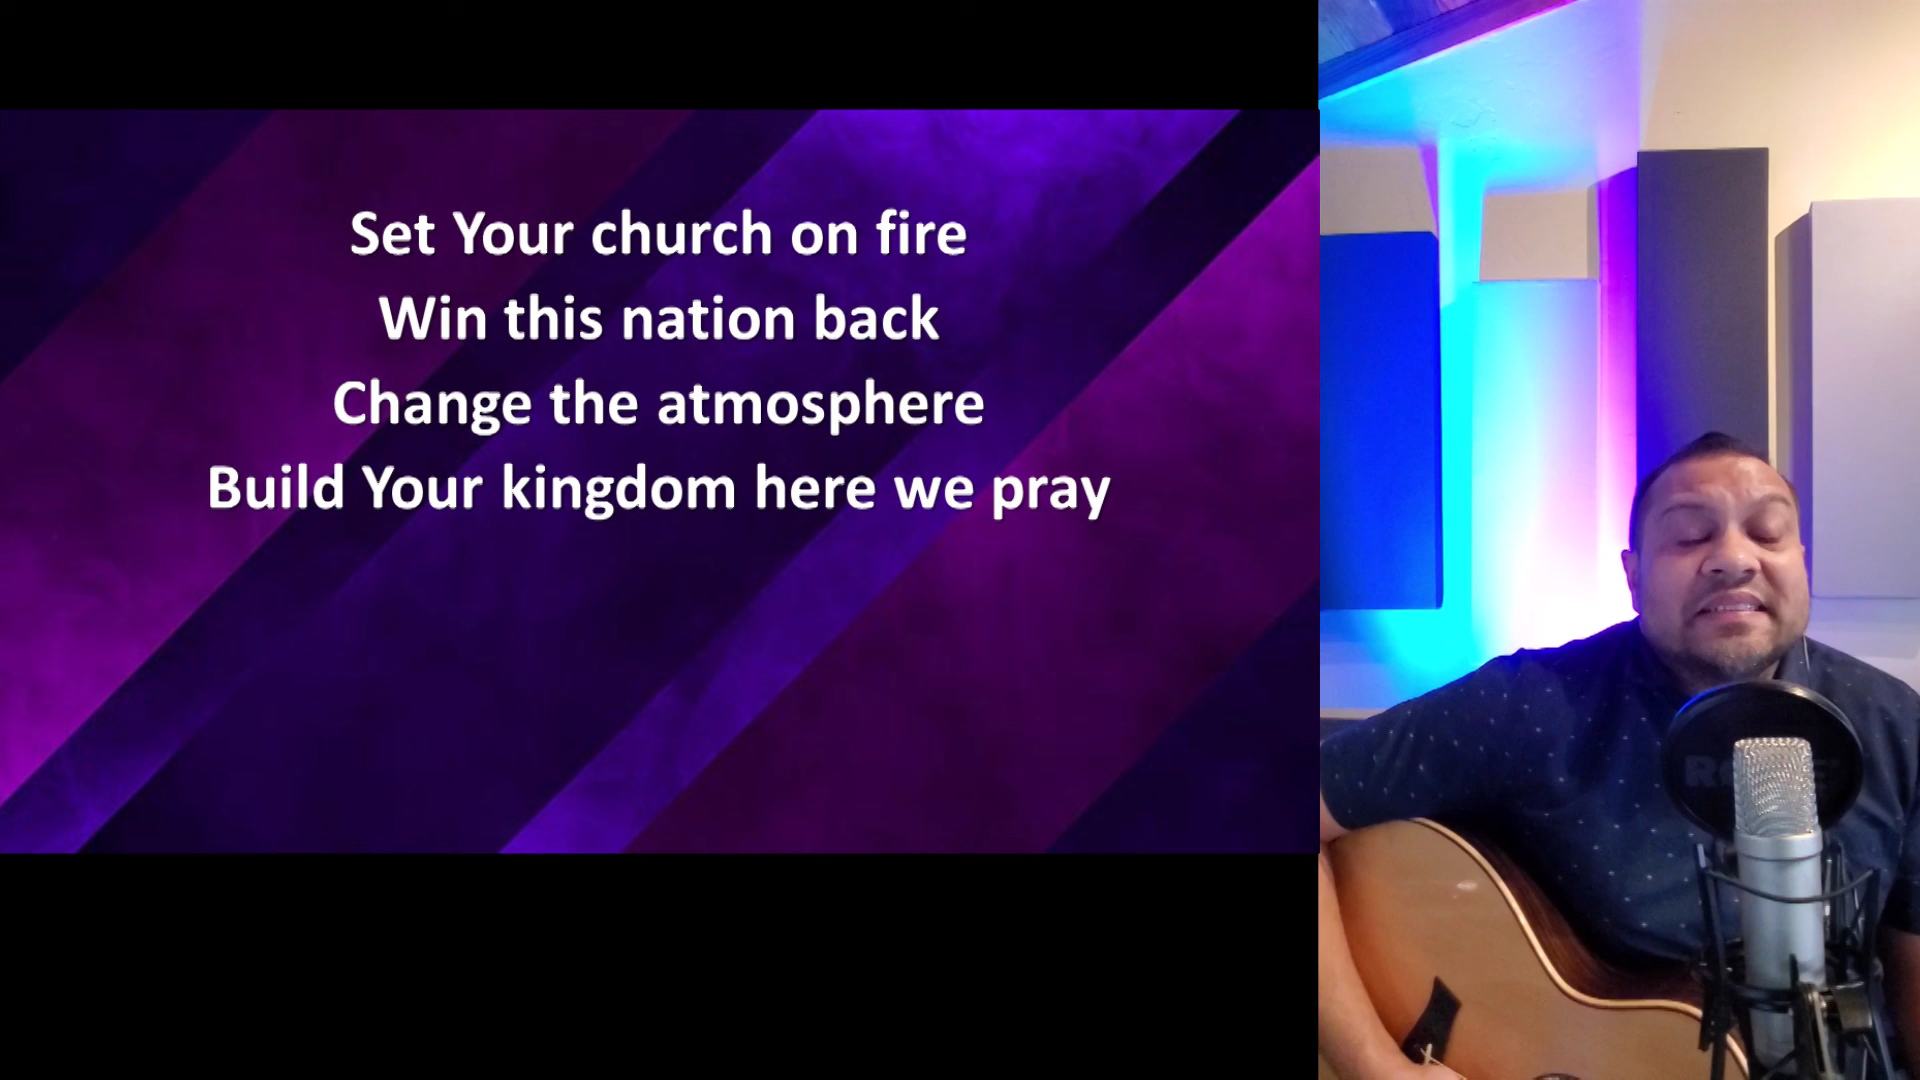 Set Your church on fire
Win this nation back
Change the atmosphere
Build Your kingdom here we pray